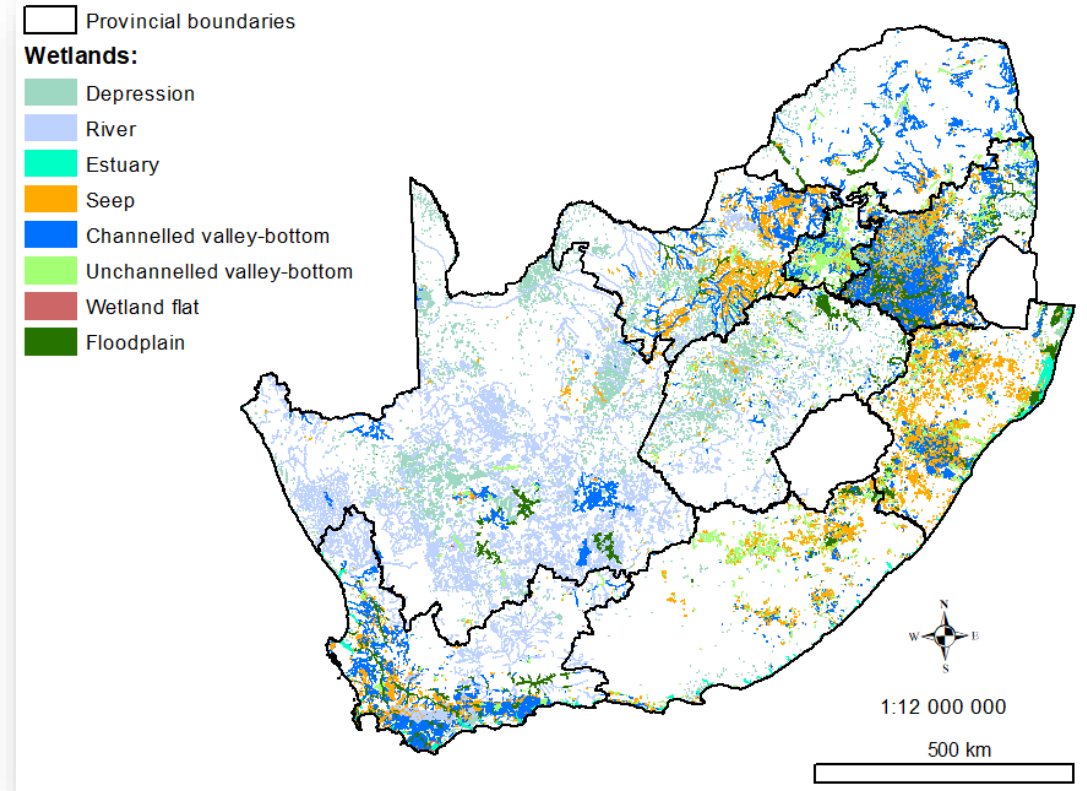 Provincial boundaries
Wetlands:
Depression
River
Estuary
Seep
Channelled valley-bottom
Unchannelled valley-bottom
Wetland flat
Floodplain
N
W E
S
1:12 000 000
500 km